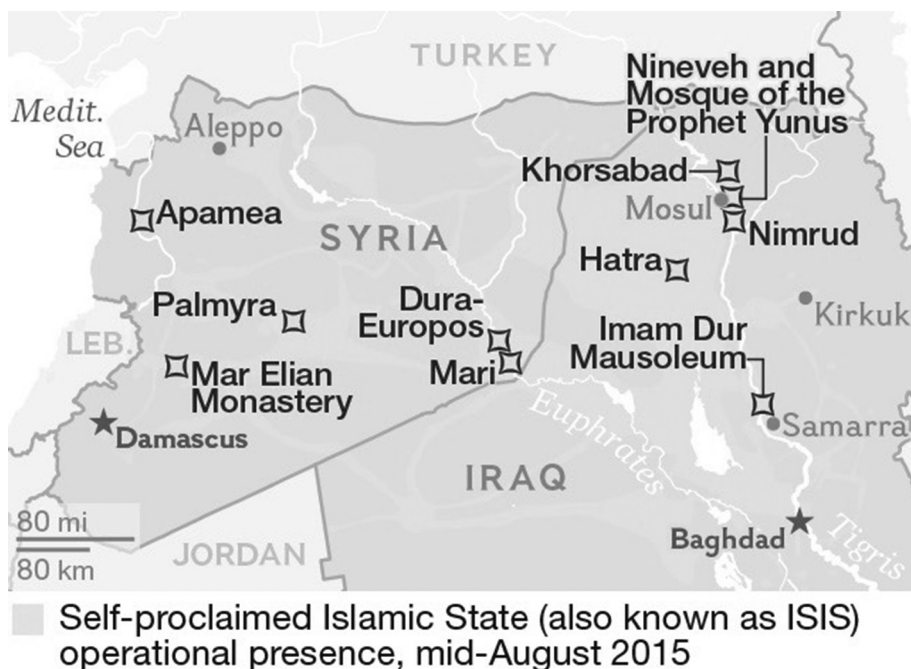 TURKEY
Medit.
Sea
Aleppo
Nineveh and
Mosque of the
Prophet Yunus
Khorsabad
Mosul
Apamea
SYRIA
Nimrud
Hatra
Palmyra
Dura-
Europos
Kirkuk
LEB.
Imam Dur
Mausoleum
Mari
Mar Elian
Monastery
Euphrates
Damascus
Samarra
IRAQ
80 mi
80 km
JORDAN
Baghdad
Tigris
Self-proclaimed Islamic State (also known as ISIS)
operational presence, mid-August 2015